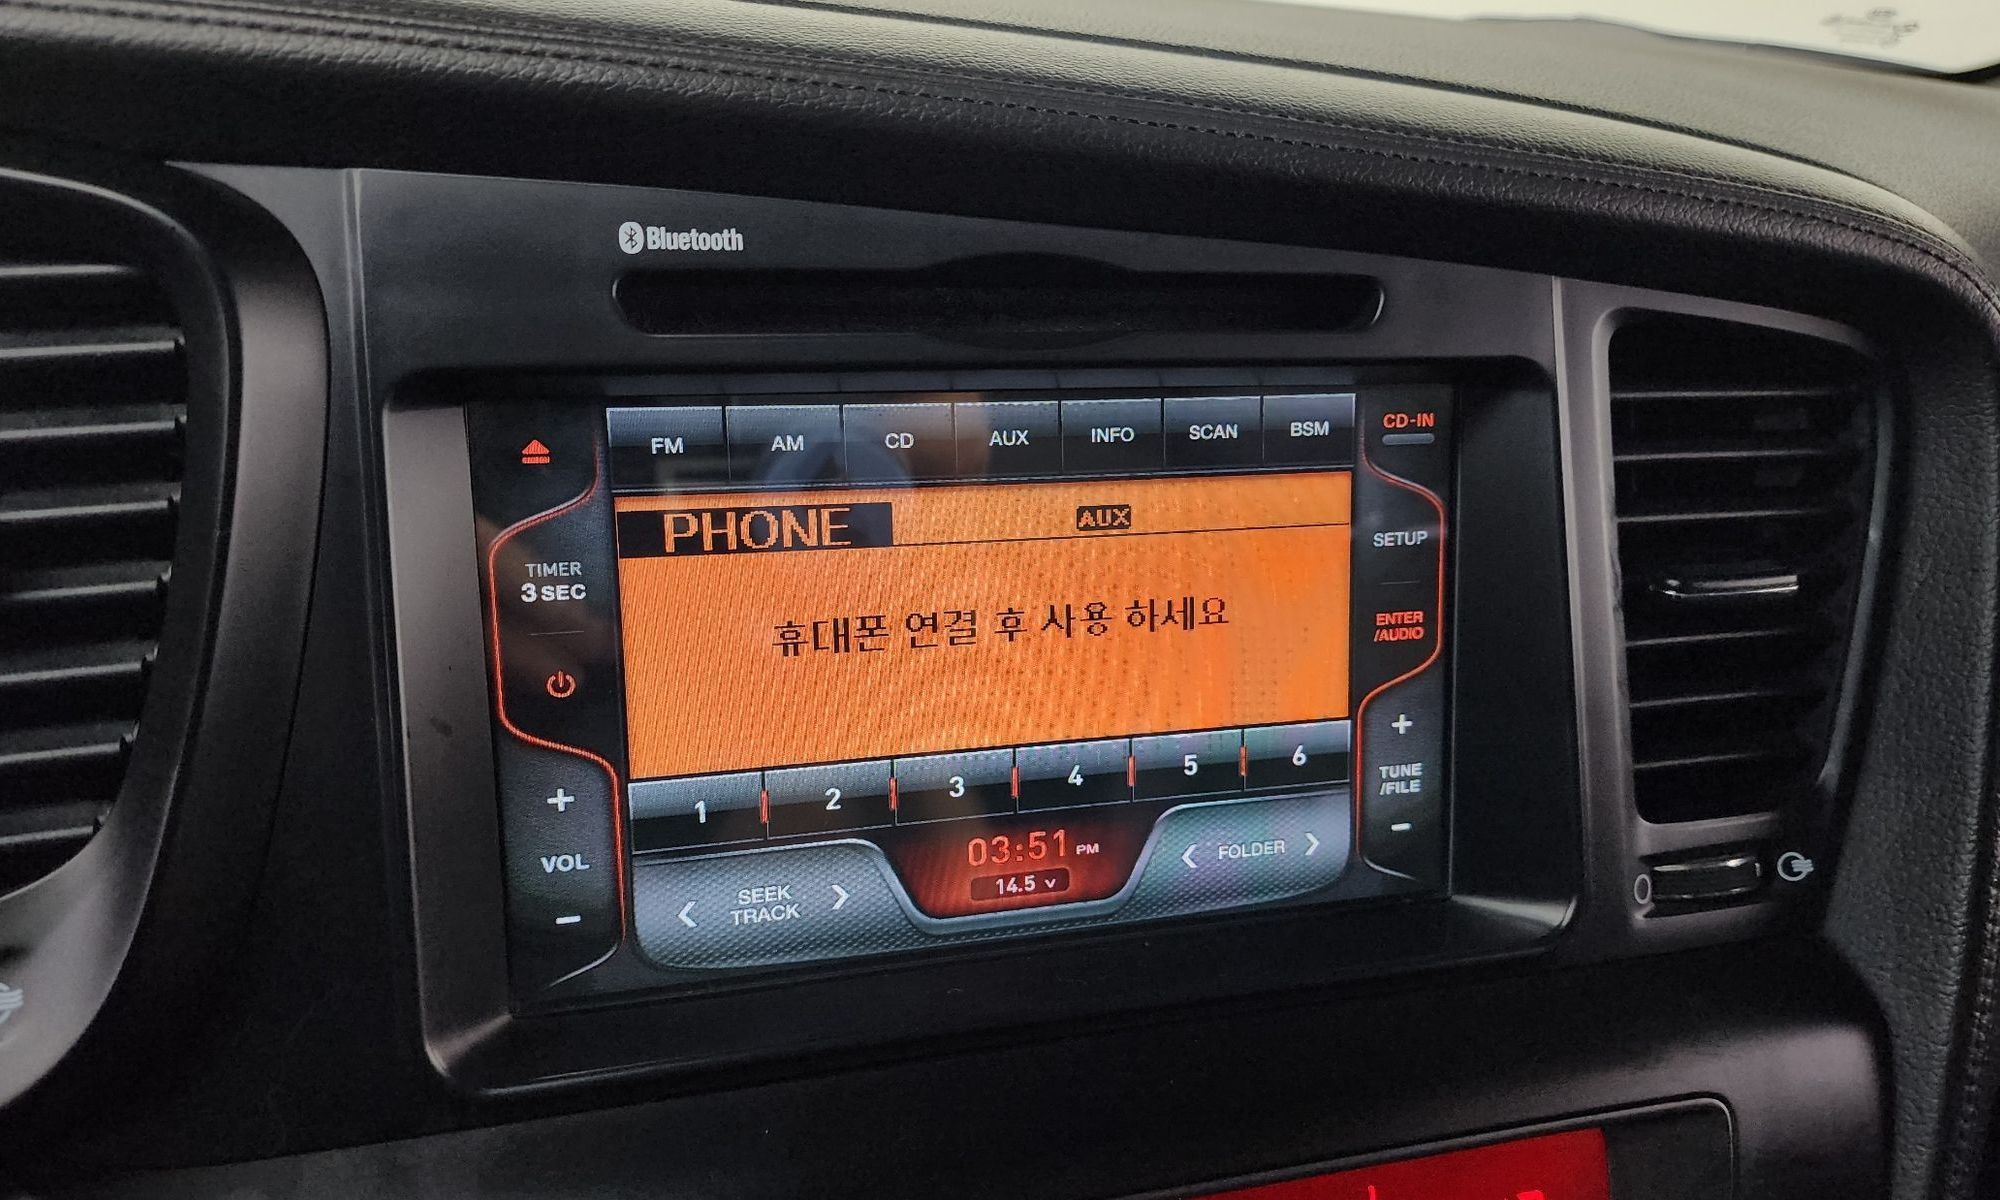 Bluetooth
FM AM CD AUX INFO SCAN BSM
CD-IN
PHONE AUX
SETUP
TIMER
3 SEC
휴대폰 연결 후 사용 하세요
ENTER
/AUDIO
+
1 2 3 4 5 6
TUNE
/FILE
-
+
VOL
-
03:51 PM
14.5 v
< SEEK
TRACK >
< FOLDER >